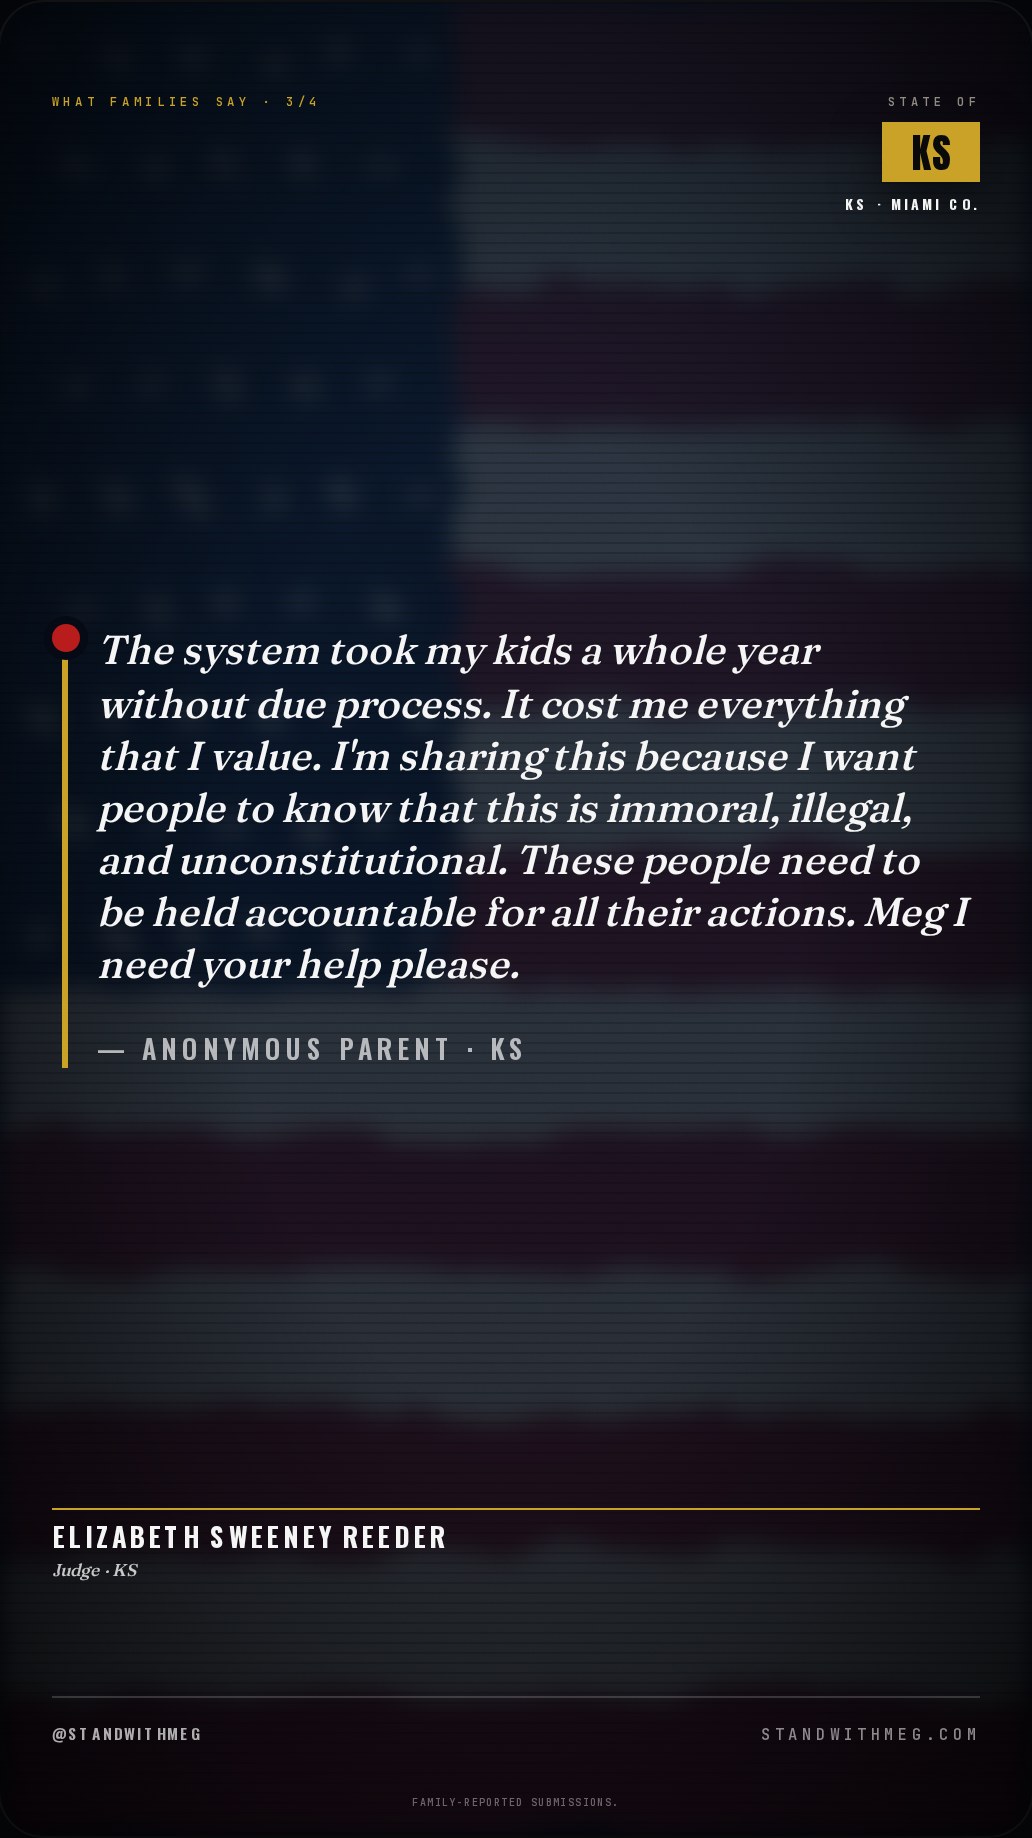 WHAT FAMILIES SAY · 3/4
STATE OF
KS
KS · MIAMI CO.
The system took my kids a whole year
without due process. It cost me everything
that I value. I'm sharing this because I want
people to know that this is immoral, illegal,
and unconstitutional. These people need to
be held accountable for all their actions. Meg I
need your help please.
— ANONYMOUS PARENT · KS
ELIZABETH SWEENEY REEDER
Judge · KS
@STANDWITHMEG
STANDWITHMEG.COM
FAMILY-REPORTED SUBMISSIONS.